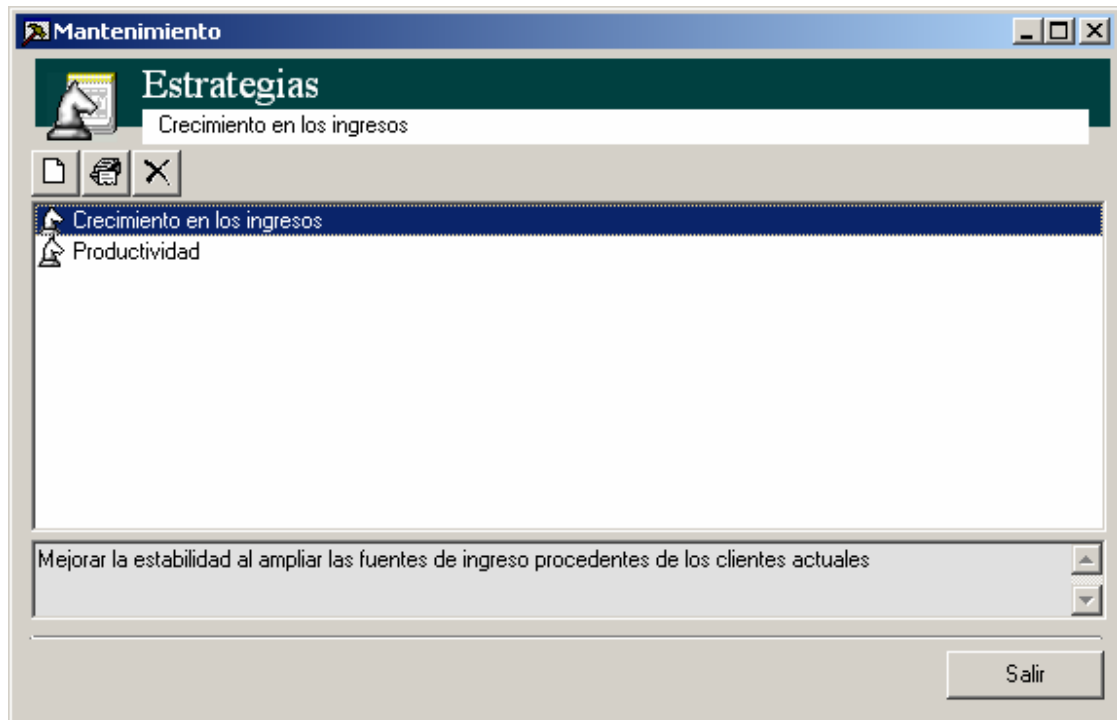 Mantenimiento
Estrategias
Crecimiento en los ingresos
Crecimiento en los ingresos
Productividad
Mejorar la estabilidad al ampliar las fuentes de ingreso procedentes de los clientes actuales
Salir